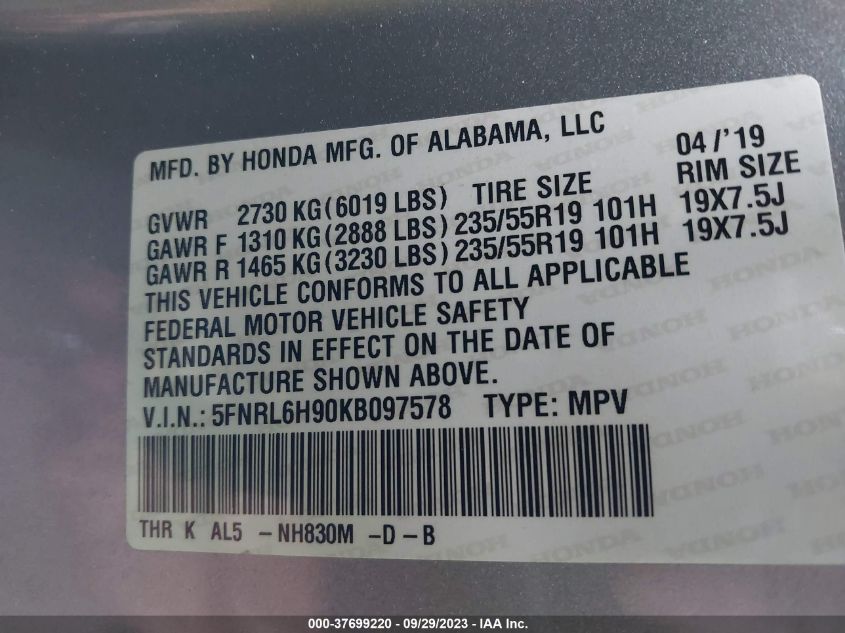 MFD. BY HONDA MFG. OF ALABAMA, LLC 04/'19
GVWR 2730 KG(6019 LBS) TIRE SIZE RIM SIZE
GAWR F 1310 KG(2888 LBS) 235/55R19 101H 19X7.5J
GAWR R 1465 KG(3230 LBS) 235/55R19 101H 19X7.5J
THIS VEHICLE CONFORMS TO ALL APPLICABLE
FEDERAL MOTOR VEHICLE SAFETY
STANDARDS IN EFFECT ON THE DATE OF
MANUFACTURE SHOWN ABOVE.
V.I.N.: 5FNRL6H90KB097578 TYPE: MPV
THR K AL5 -NH830M -D-B
000-37699220 - 09/29/2023 - IAA Inc.